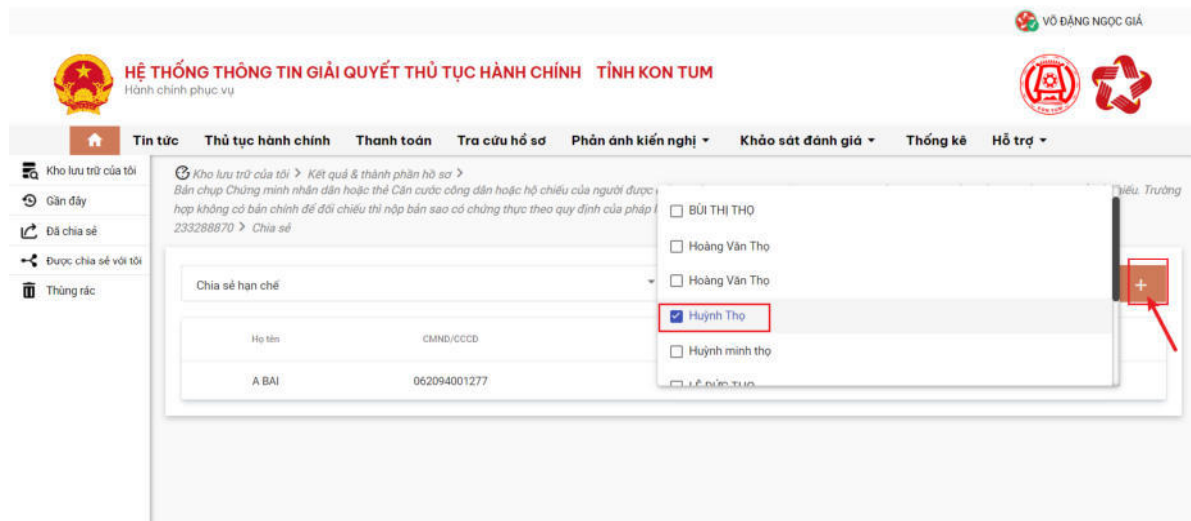 VÕ ĐẶNG NGỌC GIÁ
HỆ THỐNG THÔNG TIN GIẢI QUYẾT THỦ TỤC HÀNH CHÍNH TỈNH KON TUM
Hành chính phục vụ
KON TUM
Tin tức Thủ tục hành chính Thanh toán Tra cứu hồ sơ Phản ánh kiến nghị Khảo sát đánh giá Thống kê Hỗ trợ
Kho lưu trữ của tôi
Gần đây
Đã chia sẻ
Được chia sẻ với tôi
Thùng rác
Kho lưu trữ của tôi > Kết quả & thành phần hồ sơ >
Bản chụp Chứng minh nhân dân hoặc thẻ Căn cước công dân hoặc hộ chiếu của người được
hiếu. Trường
hợp không có bản chính để đối chiếu thì nộp bản sao có chứng thực theo quy định của pháp
233288870 > Chia sẻ
Chia sẻ hạn chế
+
BÙI THỊ THỌ
Hoàng Văn Thọ
Hoàng Văn Thọ
Huỳnh Thọ
Huỳnh minh thọ
LÊ ĐỨC THỌ
Họ tên CMND/CCCD
A BAI 062094001277